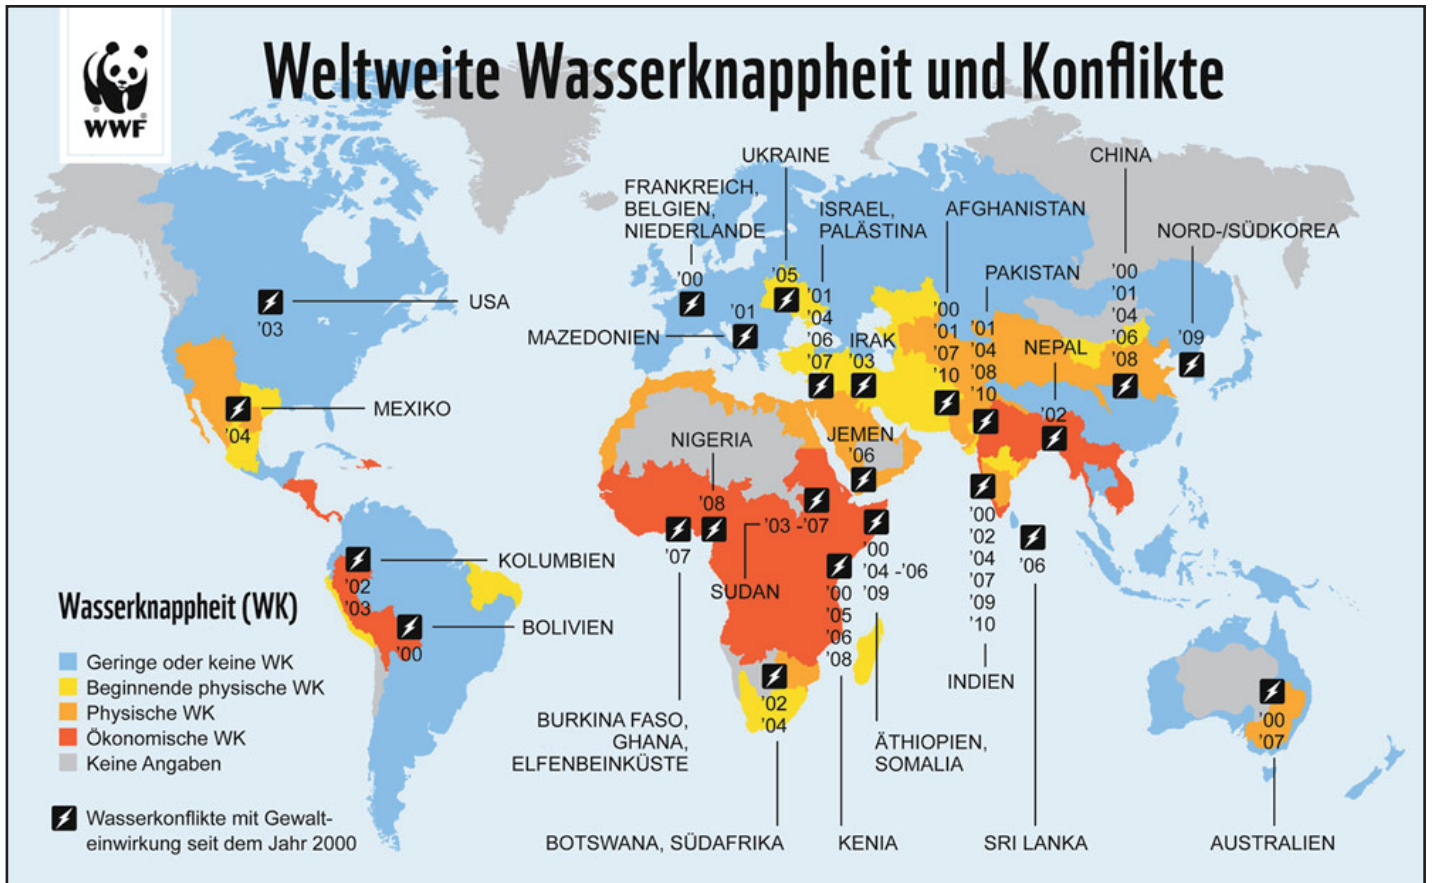 Weltweite Wasserknappheit und Konflikte
®
WWF
®
UKRAINE
CHINA
FRANKREICH,
BELGIEN,
NIEDERLANDE
ISRAEL,
PALÄSTINA
AFGHANISTAN
NORD-/SÜDKOREA
PAKISTAN
'00
'05
'00
'01
'04
'06
'08
USA
'03
MAZEDONIEN
'01
'01
'04
'06
'07
IRAK
'03
'00
'01
'07
'10
'01
'04
'08
'10
NEPAL
'02
'09
MEXIKO
'04
NIGERIA
'08
JEMEN
'06
'03 -'07
SUDAN
'07
'00
'04 -'06
'09
'00
'05
'06
'08
'00
'02
'04
'07
'09
'10
INDIEN
'06
KOLUMBIEN
'02
'03
BOLIVIEN
'00
'02
'04
'00
'07
BURKINA FASO,
GHANA,
ELFENBEINKÜSTE
ÄTHIOPIEN,
SOMALIA
BOTSWANA, SÜDAFRIKA
KENIA
SRI LANKA
AUSTRALIEN
Wasserknappheit (WK)
Geringe oder keine WK
Beginnende physische WK
Physische WK
Ökonomische WK
Keine Angaben
Wasserkonflikte mit Gewalt-
einwirkung seit dem Jahr 2000